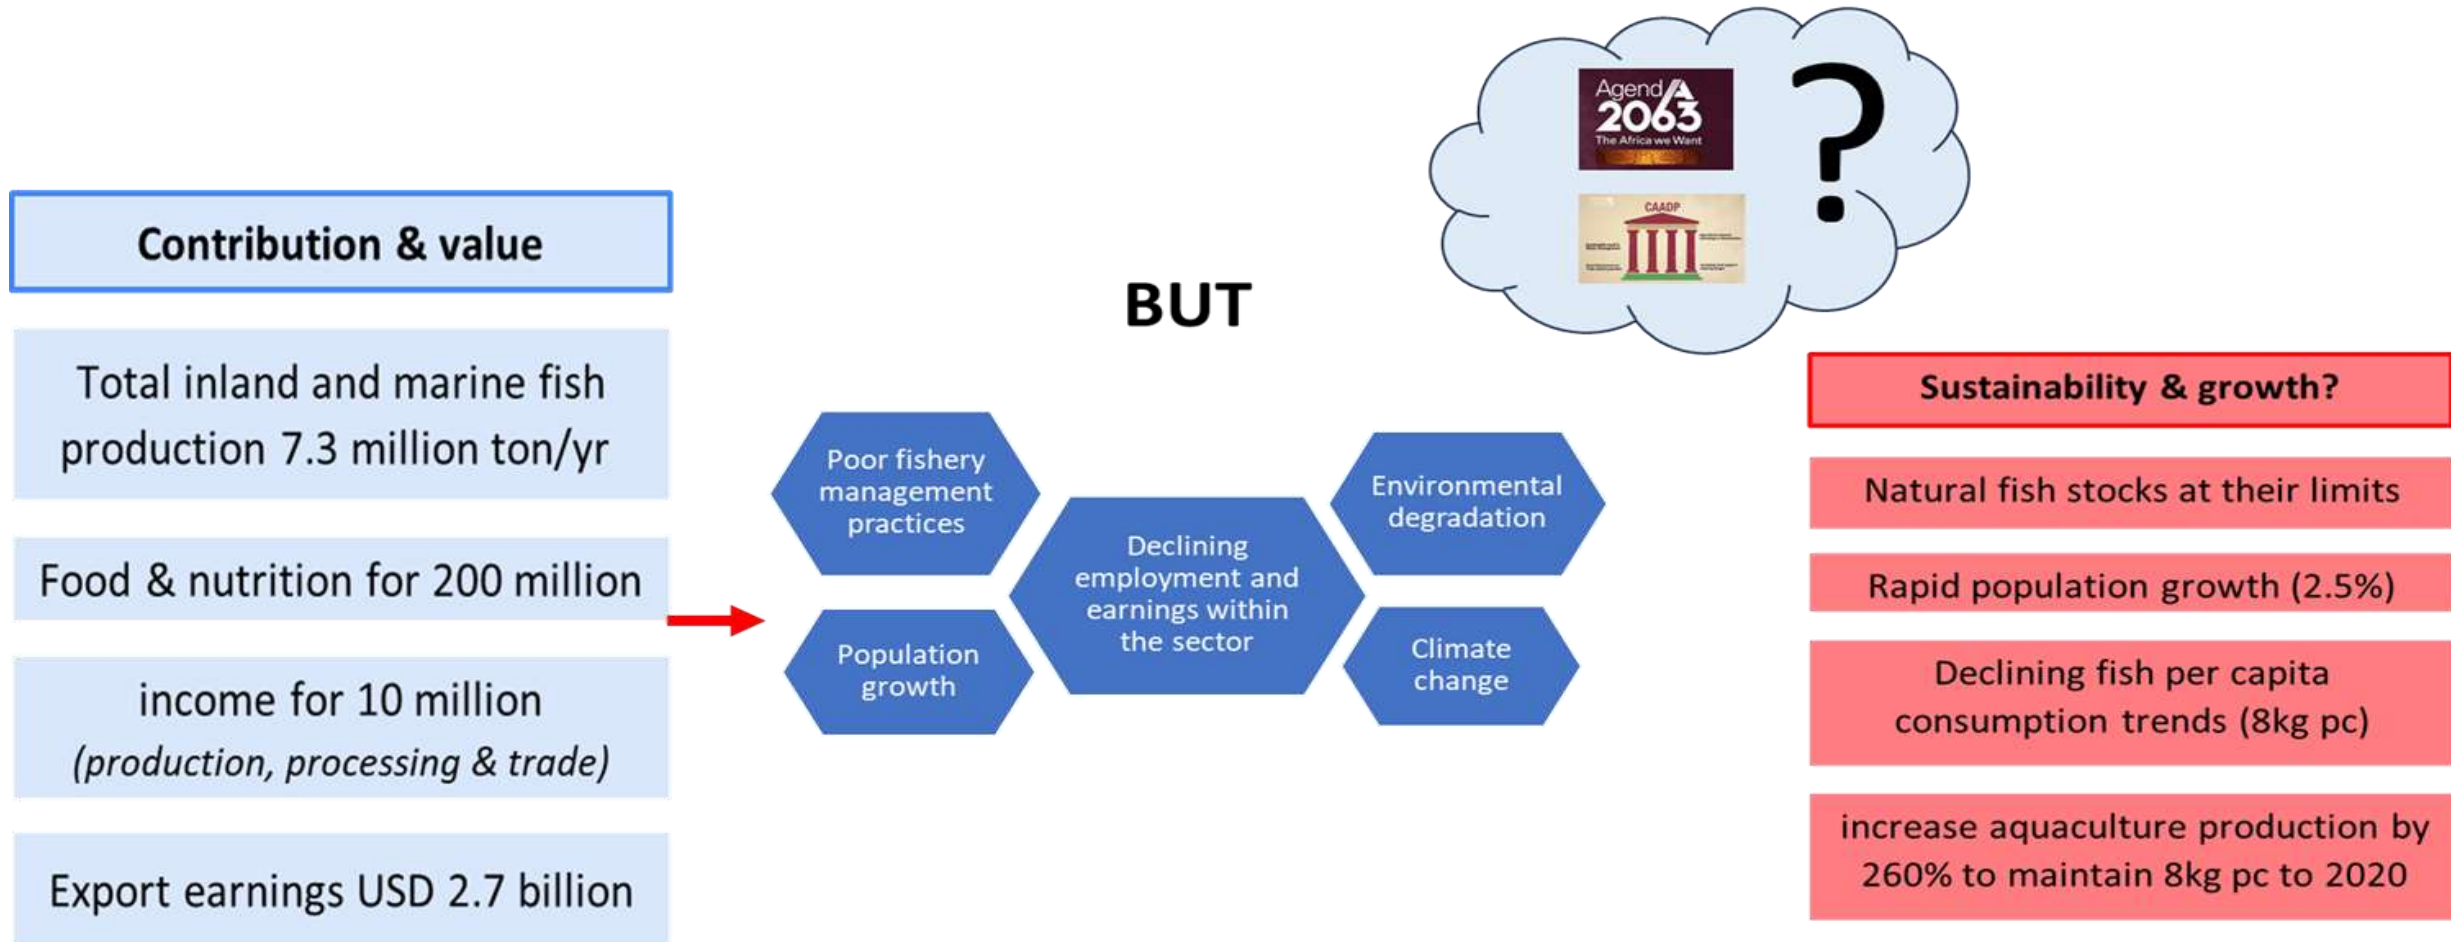 Contribution & value
Total inland and marine fish
production 7.3 million ton/yr
Food & nutrition for 200 million
income for 10 million
(production, processing & trade)
Export earnings USD 2.7 billion
BUT
Poor fishery
management
practices
Population
growth
Declining
employment and
earnings within
the sector
Environmental
degradation
Climate
change
AgendA
2063
The Africa we Want
?
CAADP
Sustainability & growth?
Natural fish stocks at their limits
Rapid population growth (2.5%)
Declining fish per capita
consumption trends (8kg pc)
increase aquaculture production by
260% to maintain 8kg pc to 2020